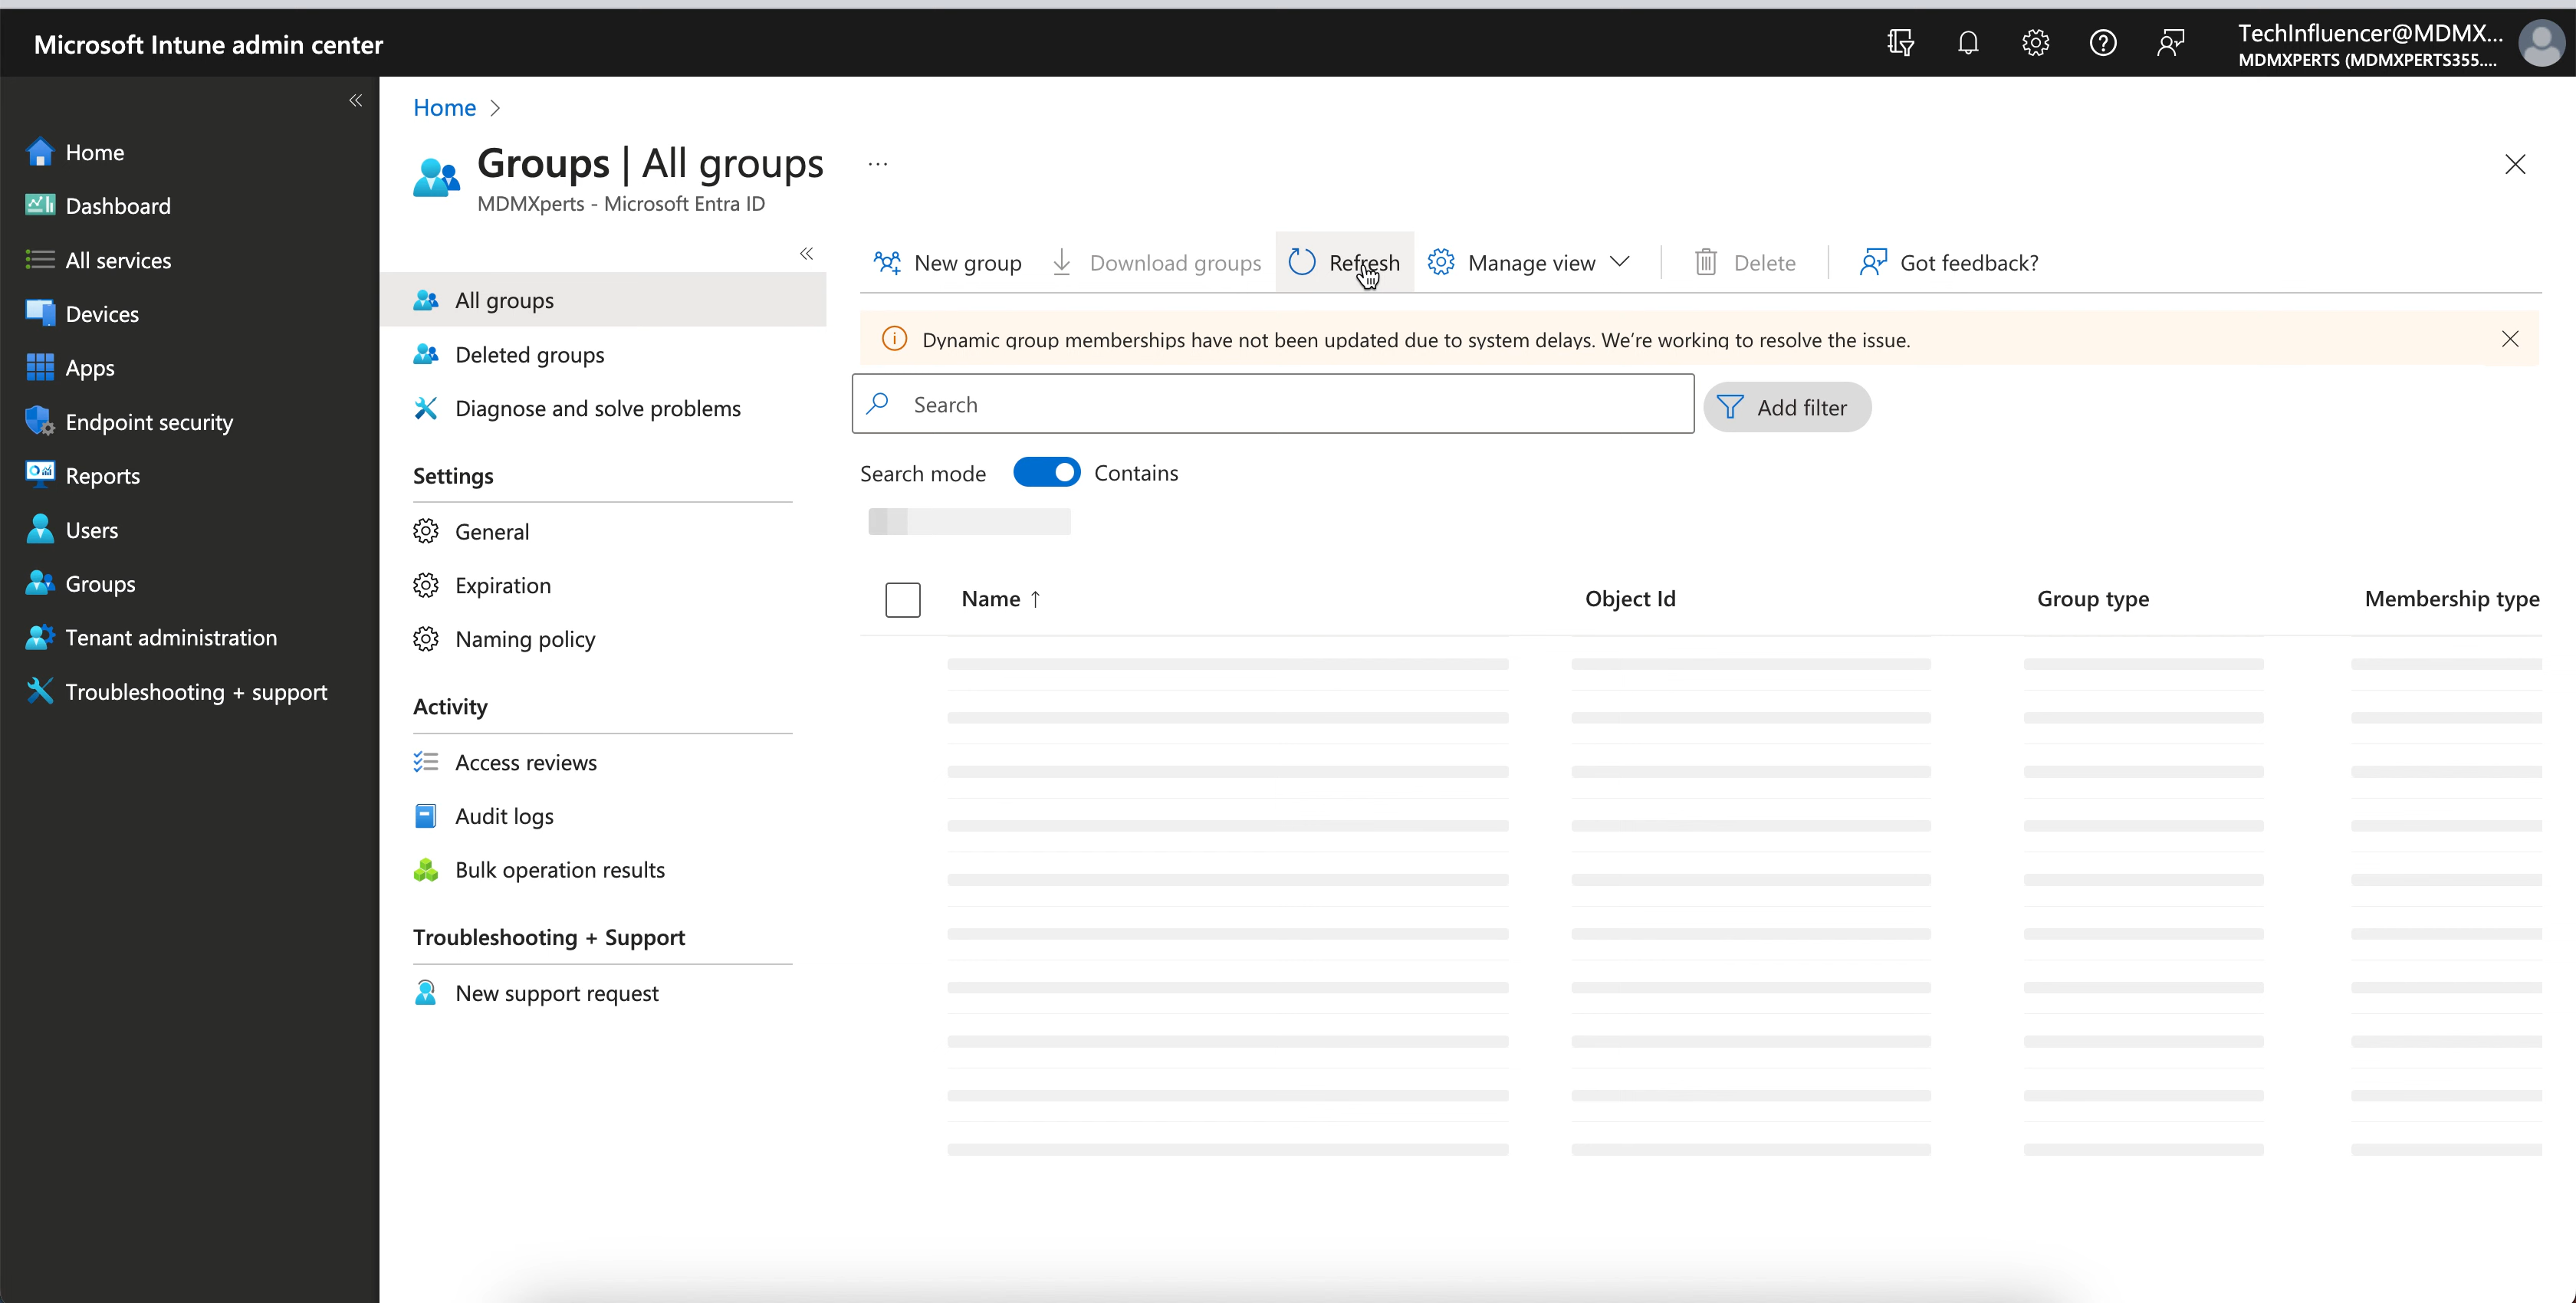 Microsoft Intune admin center
TechInfluencer@MDMX...
MDMXPERTS (MDMXPERTS355....
Home
Dashboard
All services
Devices
Apps
Endpoint security
Reports
Users
Groups
Tenant administration
Troubleshooting + support
Home
Groups | All groups
...
MDMXperts - Microsoft Entra ID
All groups
Deleted groups
Diagnose and solve problems
Settings
General
Expiration
Naming policy
Activity
Access reviews
Audit logs
Bulk operation results
Troubleshooting + Support
New support request
New group
Download groups
Refresh
Manage view
Delete
Got feedback?
Dynamic group memberships have not been updated due to system delays. We're working to resolve the issue.
Search
Add filter
Search mode
Contains
Name ↑
Object Id
Group type
Membership type